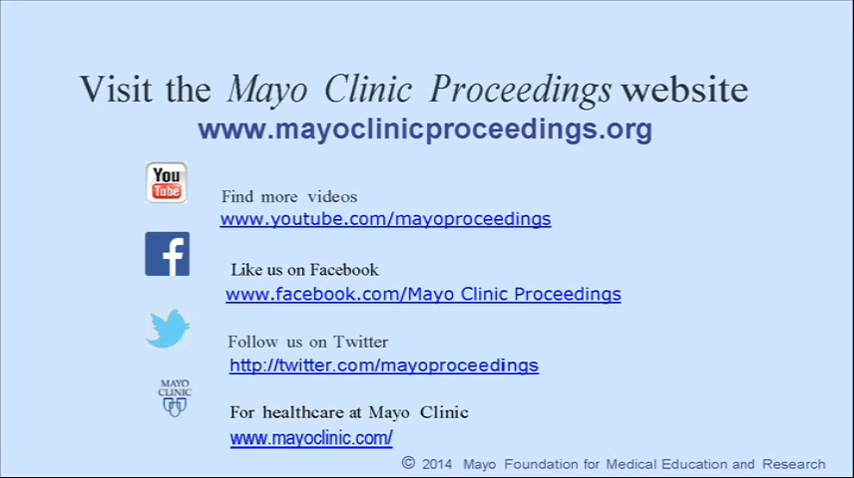 Visit the Mayo Clinic Proceedings website
www.mayoclinicproceedings.org
You
Tube
Find more videos
www.youtube.com/mayoproceedings
f
Like us on Facebook
www.facebook.com/Mayo Clinic Proceedings
Follow us on Twitter
http://twitter.com/mayoproceedings
MAYO
CLINIC
For healthcare at Mayo Clinic
www.mayoclinic.com/
© 2014 Mayo Foundation for Medical Education and Research